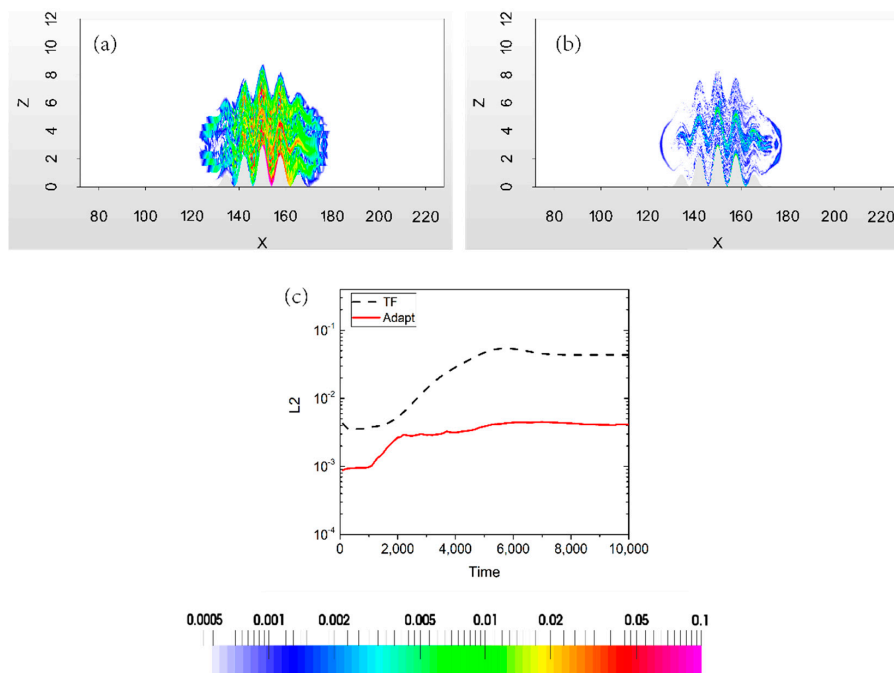 (a)
Z
12
10
8
6
4
2
0
80 100 120 140 160 180 200 220
X
(b)
Z
12
10
8
6
4
2
0
80 100 120 140 160 180 200 220
X
(c)
TF
Adapt
L2
10⁻¹
10⁻²
10⁻³
10⁻⁴
0 2,000 4,000 6,000 8,000 10,000
Time
0.0005 0.001 0.002 0.005 0.01 0.02 0.05 0.1